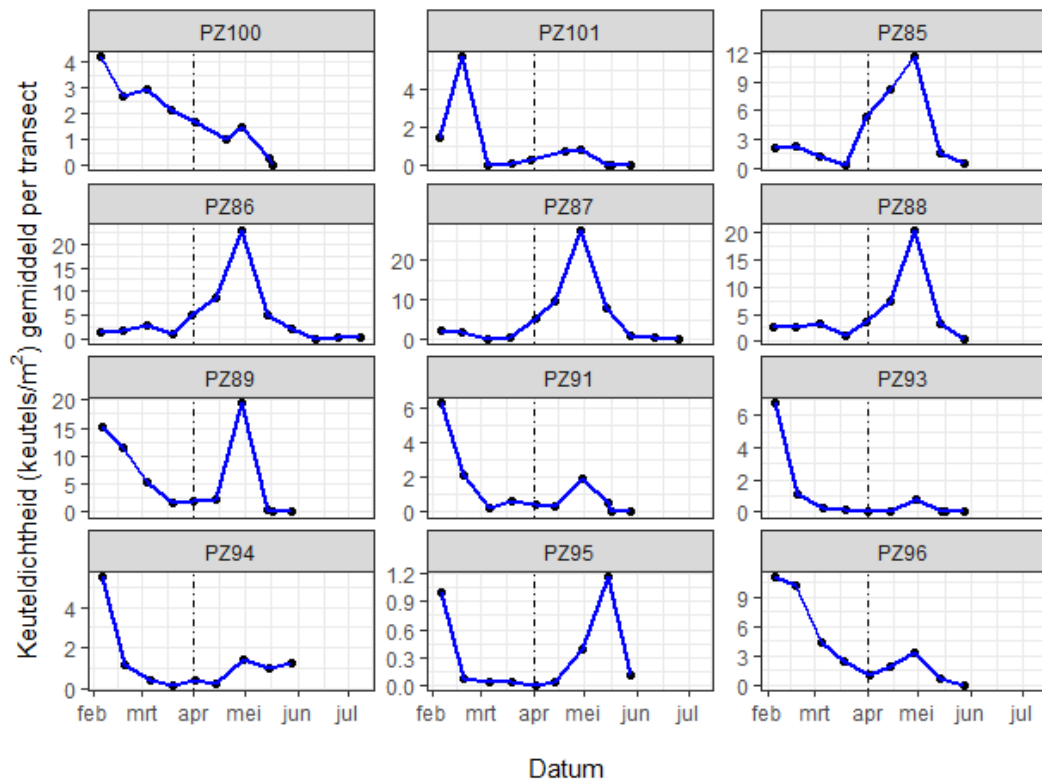 Keuteldichtheid (keutels/m²) gemiddeld per transect
PZ100 PZ101 PZ85
4 3 2 1 0
4 2 0
12 9 6 3 0
PZ86 PZ87 PZ88
20 15 10 5 0
20 10 0
20 15 10 5 0
PZ89 PZ91 PZ93
20 15 10 5 0
6 4 2 0
6 4 2 0
PZ94 PZ95 PZ96
4 2 0
1.2 0.9 0.6 0.3 0.0
9 6 3 0
feb mrt apr mei jun jul feb mrt apr mei jun jul feb mrt apr mei jun jul
Datum